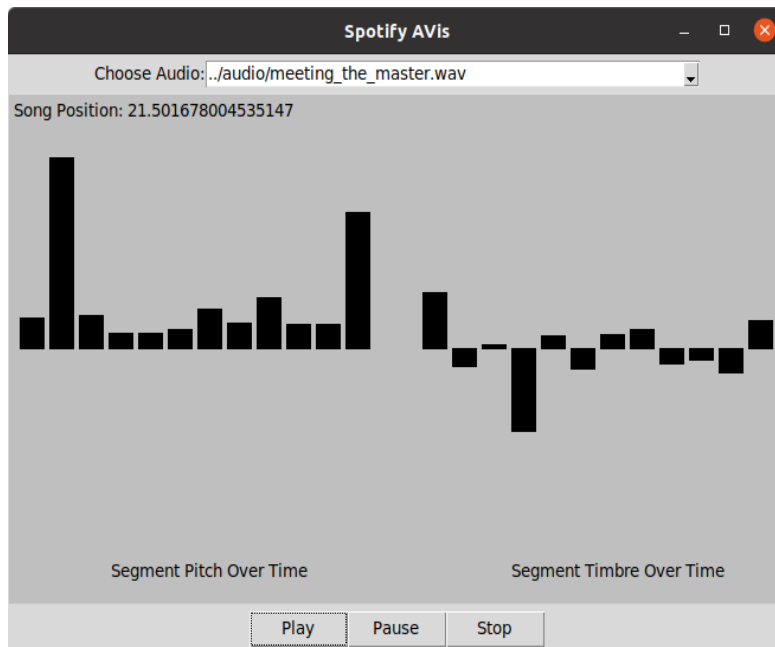 Spotify AVis
Choose Audio: ../audio/meeting_the_master.wav
Song Position: 21.501678004535147
Segment Pitch Over Time
Segment Timbre Over Time
Play
Pause
Stop